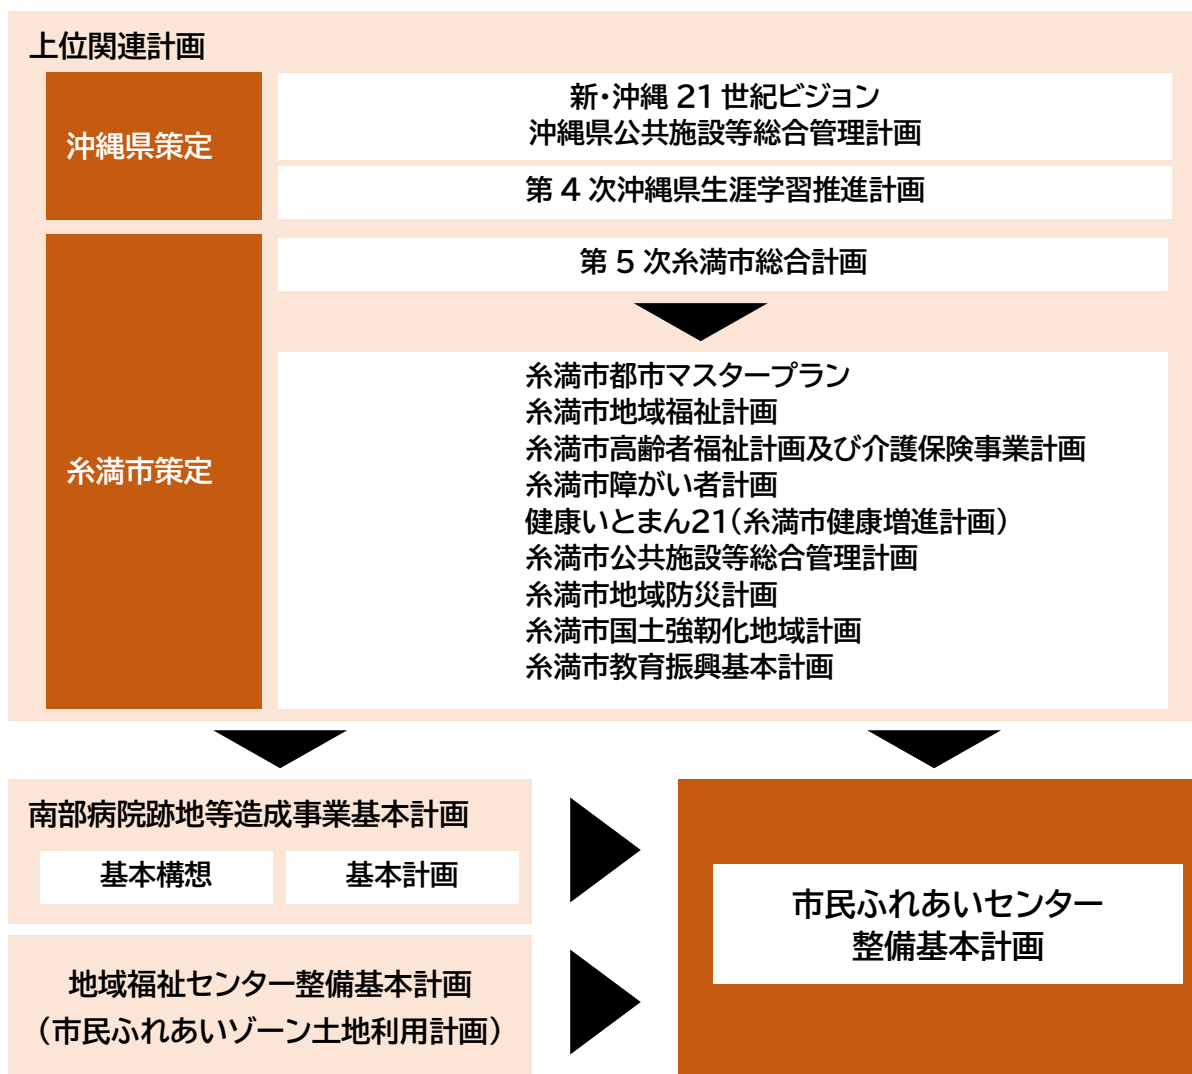 上位関連計画
沖縄県策定
新・沖縄 21 世紀ビジョン
沖縄県公共施設等総合管理計画
第 4 次沖縄県生涯学習推進計画
糸満市策定
第 5 次糸満市総合計画
糸満市都市マスタープラン
糸満市地域福祉計画
糸満市高齢者福祉計画及び介護保険事業計画
糸満市障がい者計画
健康いとまん21（糸満市健康増進計画）
糸満市公共施設等総合管理計画
糸満市地域防災計画
糸満市国土強靭化地域計画
糸満市教育振興基本計画
南部病院跡地等造成事業基本計画
基本構想
基本計画
地域福祉センター整備基本計画
（市民ふれあいゾーン土地利用計画）
市民ふれあいセンター
整備基本計画